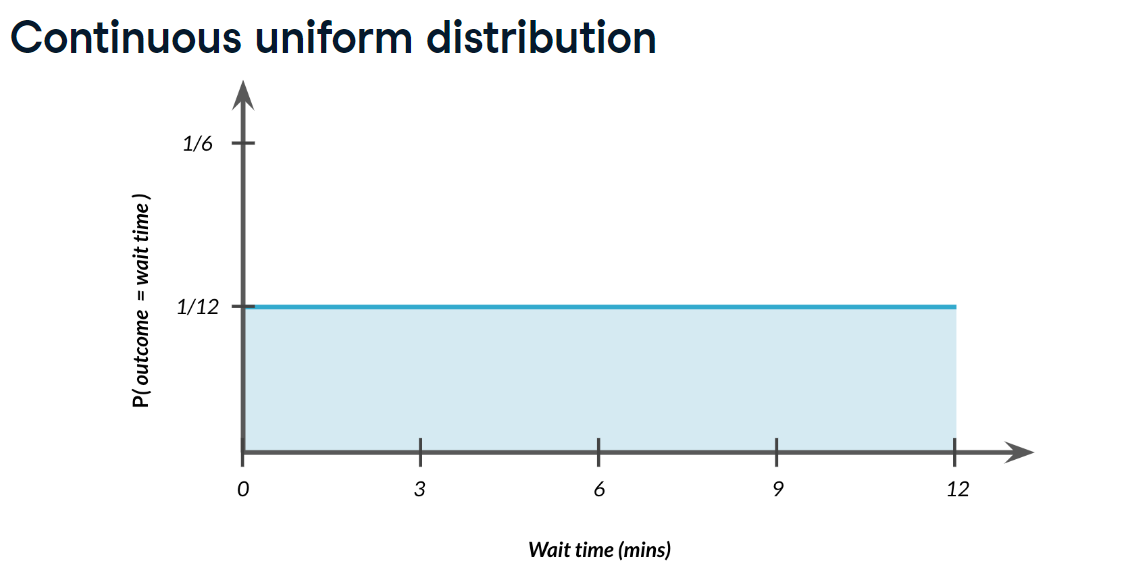 Continuous uniform distribution
1/6
P( outcome = wait time )
1/12
0
3
6
9
12
Wait time (mins)